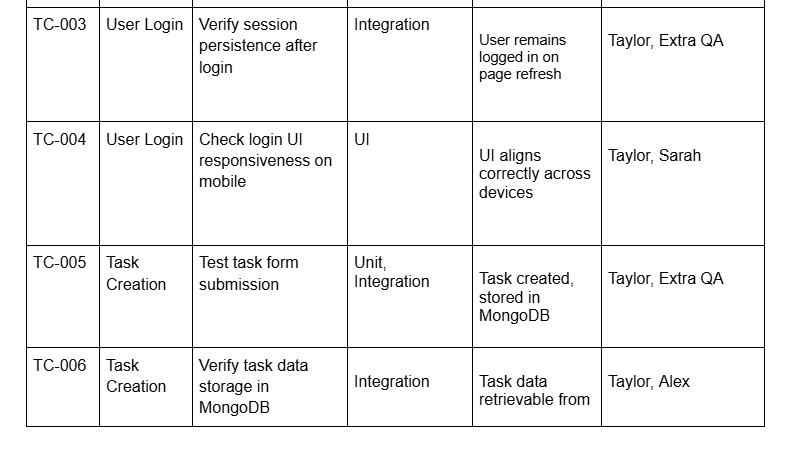 TC-003 User Login Verify session Integration
persistence after User remains Taylor, Extra QA
login logged in on
page refresh
TC-004 User Login Check login UI UI
responsiveness on UI aligns Taylor, Sarah
mobile correctly across
devices
TC-005 Task Test task form Unit,
Creation submission Integration Task created, Taylor, Extra QA
stored in
MongoDB
TC-006 Task Verify task data
Creation storage in Integration Task data Taylor, Alex
MongoDB retrievable from